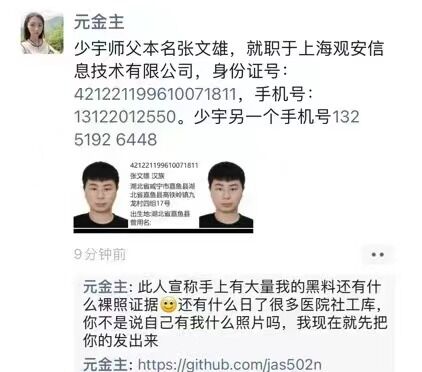 元金主
少宇师父本名张文雄，就职于上海观安信
息技术有限公司，身份证号：
421221199610071811，手机号：
13122012550。少宇另一个手机号132
5192 6448
421221199610071811
张文雄 汉族
湖北省咸宁市嘉鱼县湖
北省嘉鱼县高铁岭镇九
龙村四组17号
出生地:湖北省嘉鱼县
曾用名:
9分钟前
元金主: 此人宣称手上有大量我的黑料还有什
么裸照证据🙂还有什么日了很多医院社工库，
你不是说自己有我什么照片吗，我现在就先把
你的发出来
元金主: https://github.com/jas502n